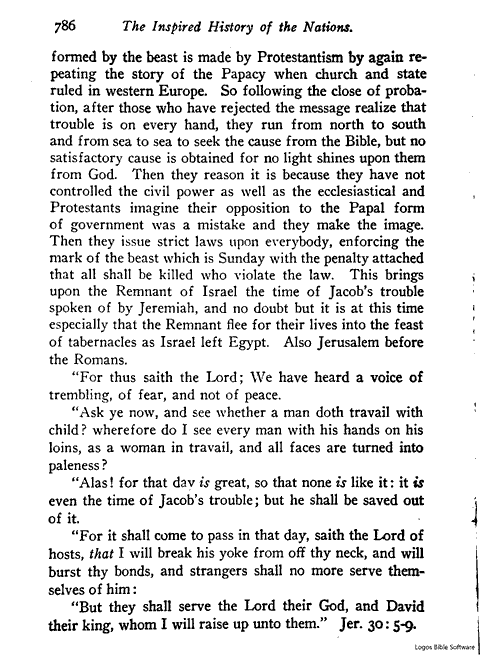 786 The Inspired History of the Nations.
formed by the beast is made by Protestantism by again re-
peating the story of the Papacy when church and state
ruled in western Europe. So following the close of proba-
tion, after those who have rejected the message realize that
trouble is on every hand, they run from north to south
and from sea to sea to seek the cause from the Bible, but no
satisfactory cause is obtained for no light shines upon them
from God. Then they reason it is because they have not
controlled the civil power as well as the ecclesiastical and
Protestants imagine their opposition to the Papal form
of government was a mistake and they make the image.
Then they issue strict laws upon everybody, enforcing the
mark of the beast which is Sunday with the penalty attached
that all shall be killed who violate the law. This brings
upon the Remnant of Israel the time of Jacob's trouble
spoken of by Jeremiah, and no doubt but it is at this time
especially that the Remnant flee for their lives into the feast
of tabernacles as Israel left Egypt. Also Jerusalem before
the Romans.
"For thus saith the Lord; We have heard a voice of
trembling, of fear, and not of peace.
"Ask ye now, and see whether a man doth travail with
child? wherefore do I see every man with his hands on his
loins, as a woman in travail, and all faces are turned into
paleness?
"Alas! for that day is great, so that none is like it: it is
even the time of Jacob's trouble; but he shall be saved out
of it.
"For it shall come to pass in that day, saith the Lord of
hosts, that I will break his yoke from off thy neck, and will
burst thy bonds, and strangers shall no more serve them-
selves of him:
"But they shall serve the Lord their God, and David
their king, whom I will raise up unto them." Jer. 30: 5-9.
Logos Bible Software